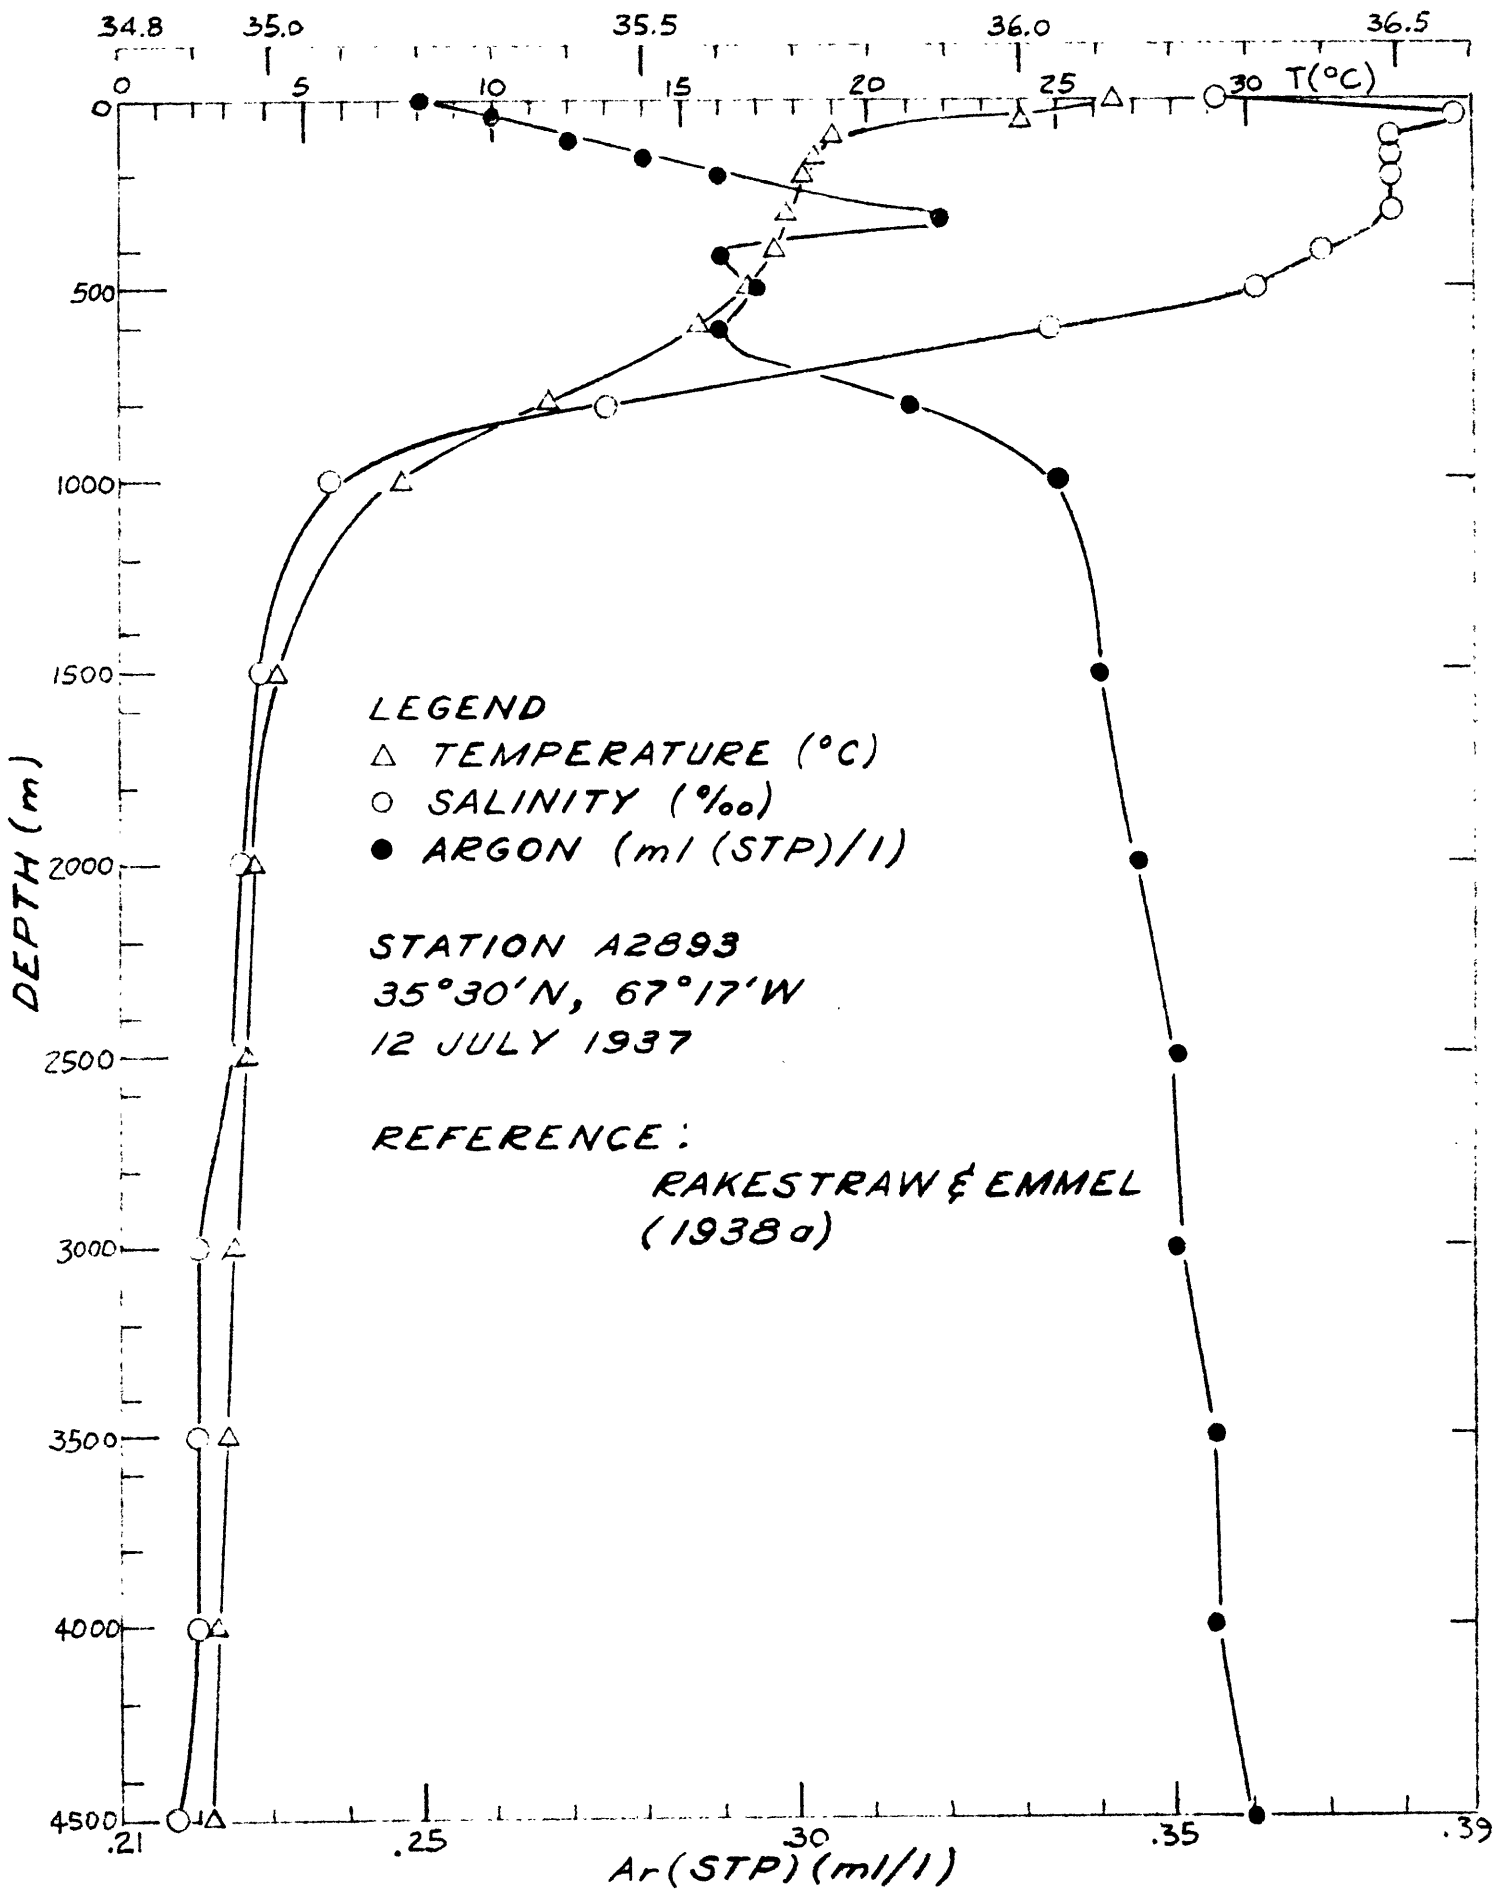 34.8 35.0 35.5 36.0 36.5
0 5 10 15 20 25 30 T(°C)
0
500
1000
1500
2000
2500
3000
3500
4000
4500
DEPTH (m)
LEGEND
△ TEMPERATURE (°C)
○ SALINITY (‰)
● ARGON (ml (STP)/l)
STATION A2893
35°30'N, 67°17'W
12 JULY 1937
REFERENCE:
RAKESTRAW & EMMEL
(1938a)
.21 .25 .30 .35 .39
Ar(STP)(ml/l)